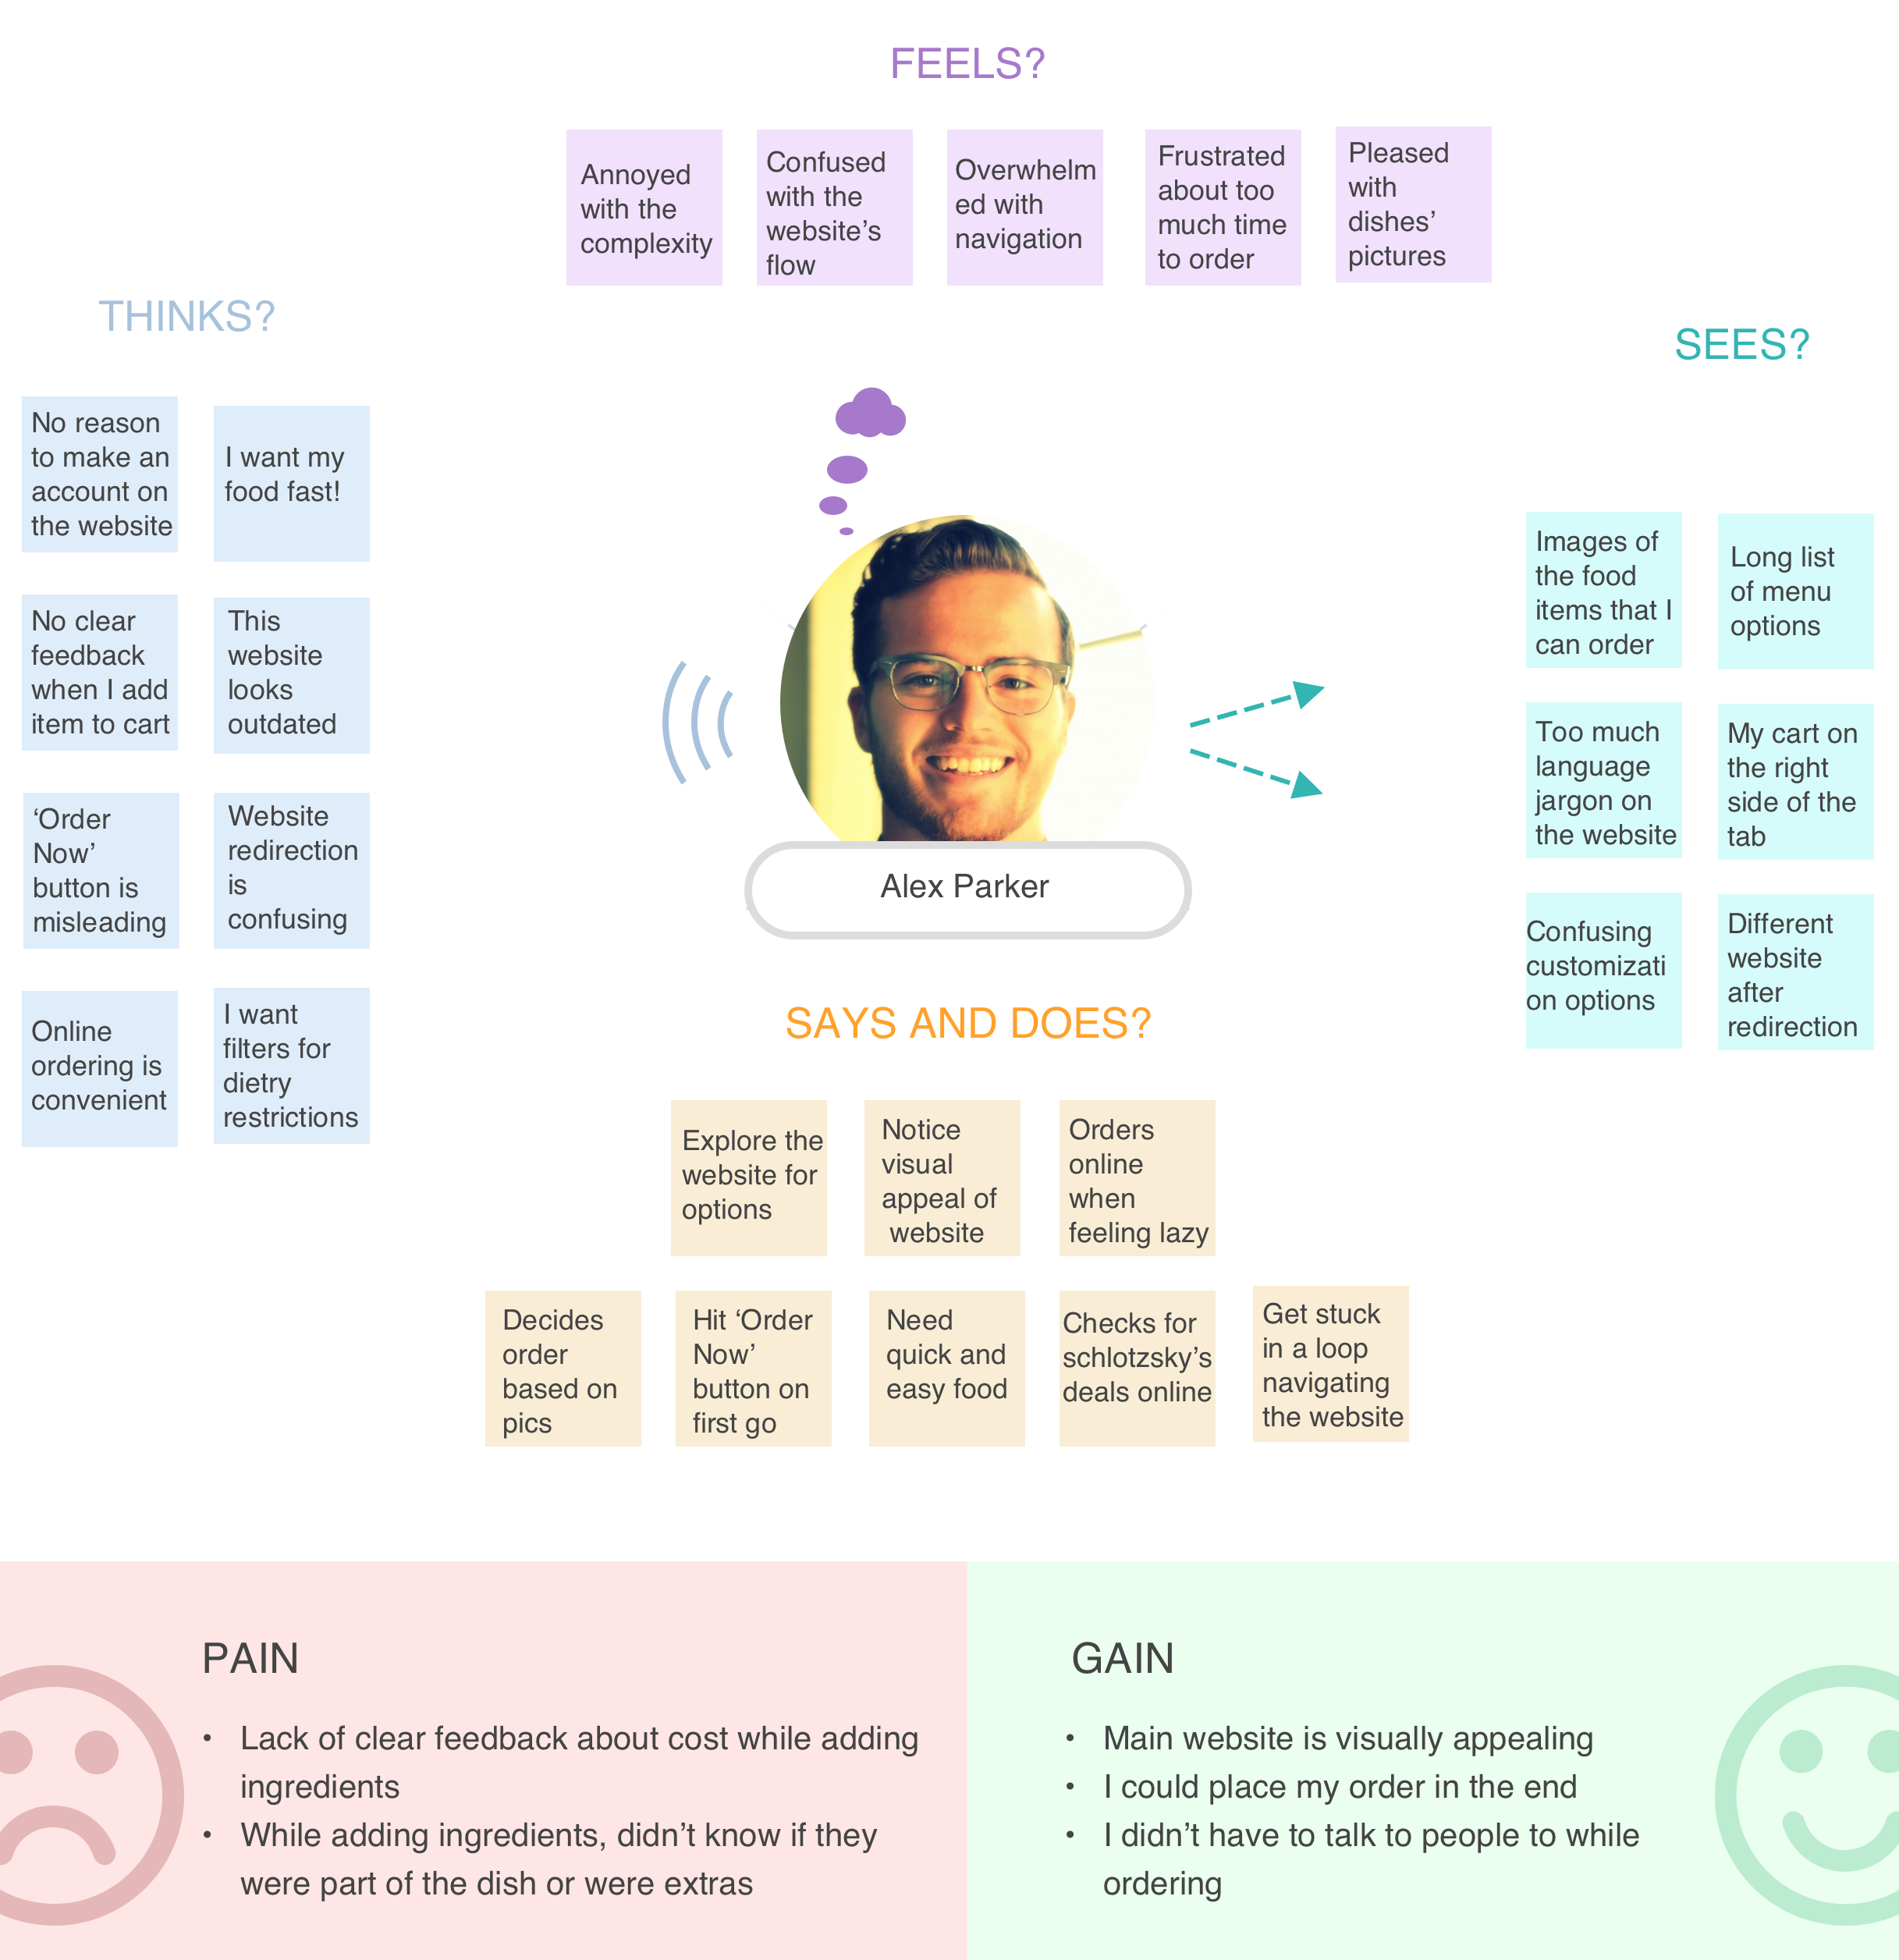 FEELS?
Annoyed
with the
complexity
Confused
with the
website’s
flow
Overwhelm
ed with
navigation
Frustrated
about too
much time
to order
Pleased
with
dishes’
pictures
THINKS?
No reason
to make an
account on
the website
I want my
food fast!
No clear
feedback
when I add
item to cart
This
website
looks
outdated
‘Order
Now’
button is
misleading
Website
redirection
is
confusing
Online
ordering is
convenient
I want
filters for
dietry
restrictions
SEES?
Images of
the food
items that I
can order
Long list
of menu
options
Too much
language
jargon on
the website
My cart on
the right
side of the
tab
Confusing
customizati
on options
Different
website
after
redirection
Alex Parker
SAYS AND DOES?
Explore the
website for
options
Notice
visual
appeal of
website
Orders
online
when
feeling lazy
Decides
order
based on
pics
Hit ‘Order
Now’
button on
first go
Need
quick and
easy food
Checks for
schlotzsky’s
deals online
Get stuck
in a loop
navigating
the website
PAIN
• Lack of clear feedback about cost while adding
ingredients
• While adding ingredients, didn’t know if they
were part of the dish or were extras
GAIN
• Main website is visually appealing
• I could place my order in the end
• I didn’t have to talk to people to while
ordering